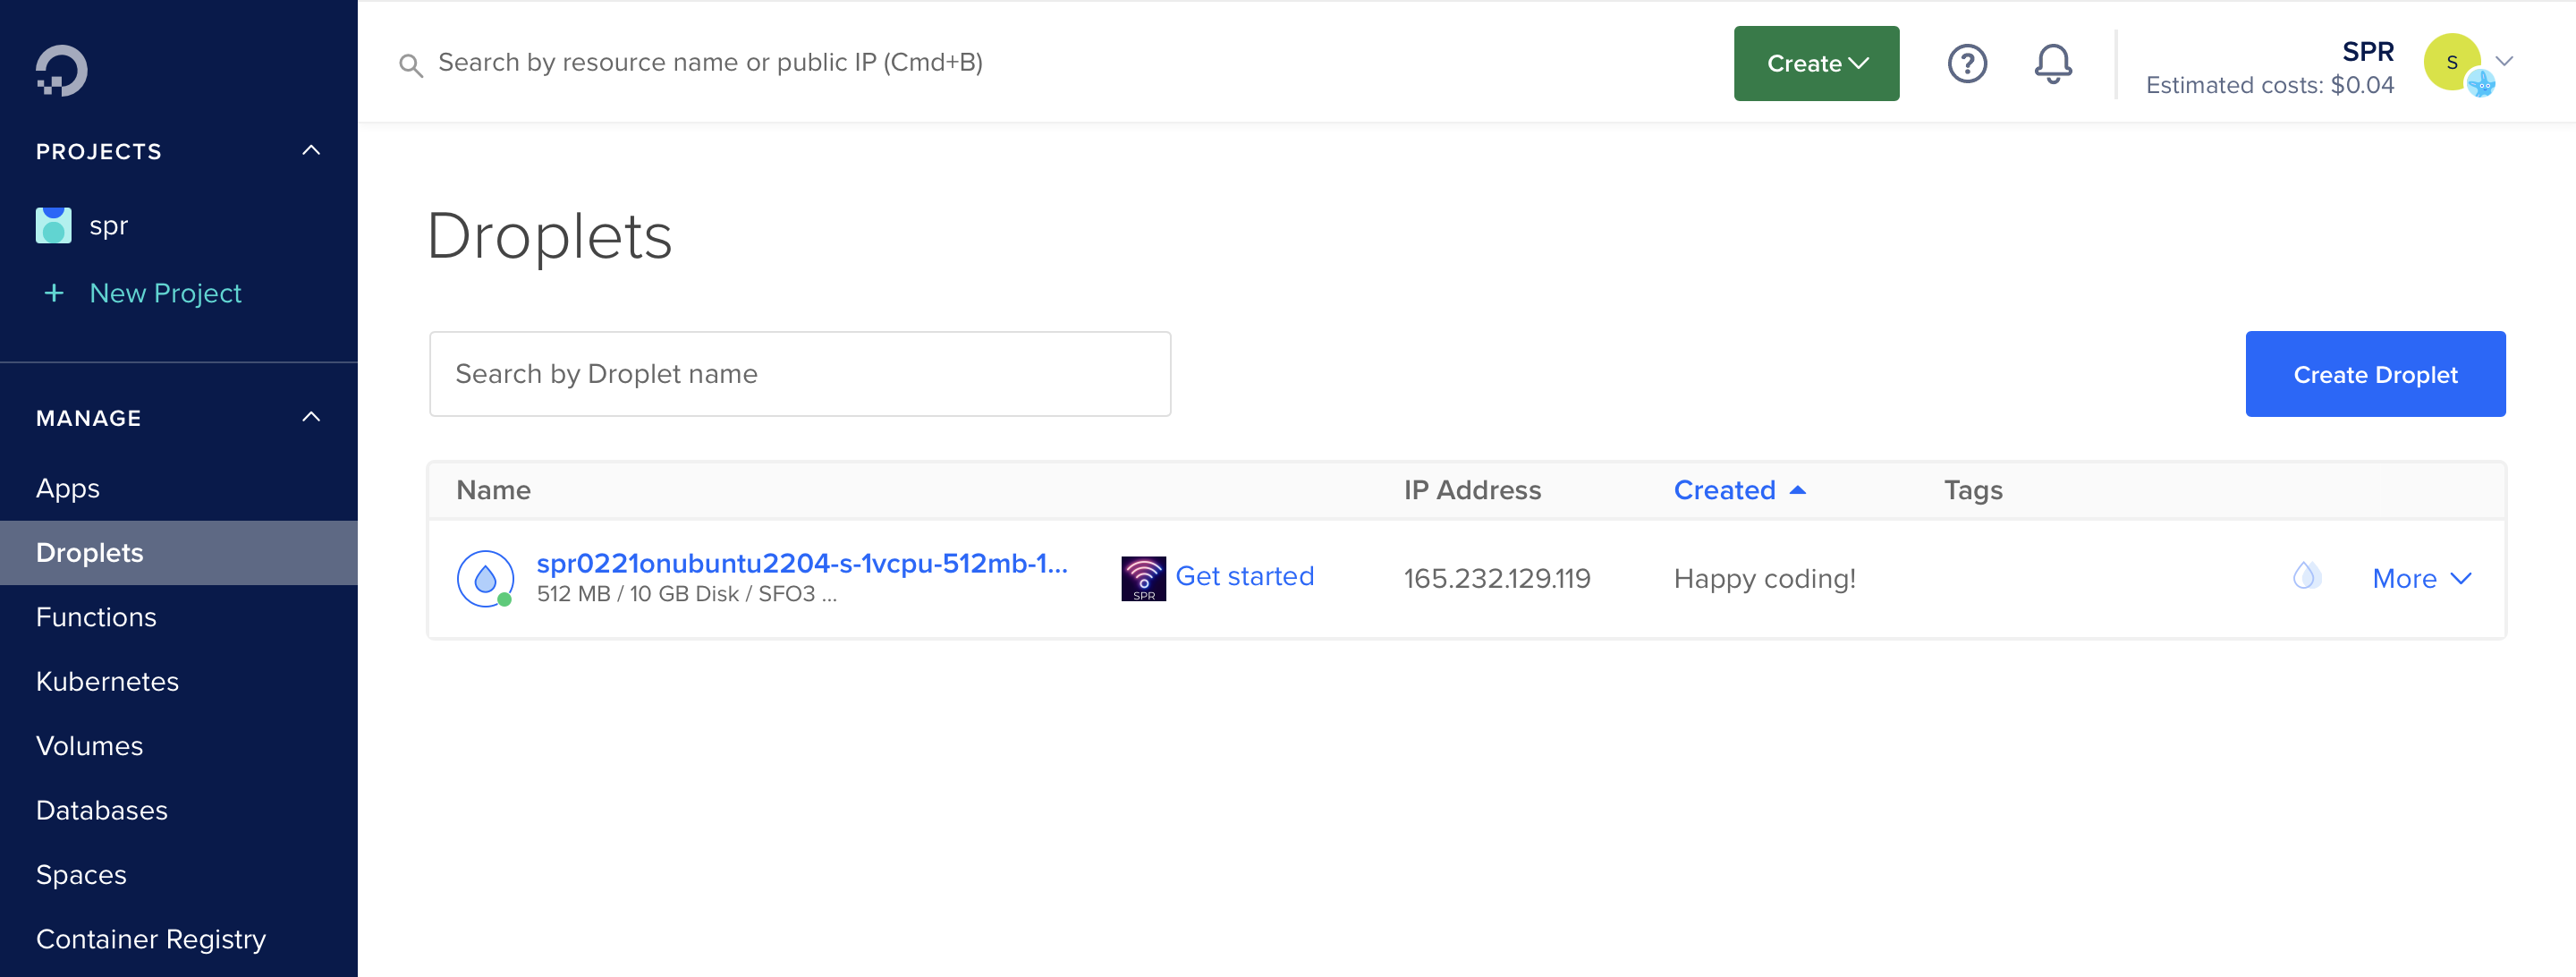 Search by resource name or public IP (Cmd+B)
Create
?
SPR
Estimated costs: $0.04
S
PROJECTS
spr
+ New Project
MANAGE
Apps
Droplets
Functions
Kubernetes
Volumes
Databases
Spaces
Container Registry
Droplets
Search by Droplet name
Create Droplet
Name IP Address Created Tags
spr0221onubuntu2204-s-1vcpu-512mb-1...
512 MB / 10 GB Disk / SFO3 ...
SPR
Get started
165.232.129.119
Happy coding!
More